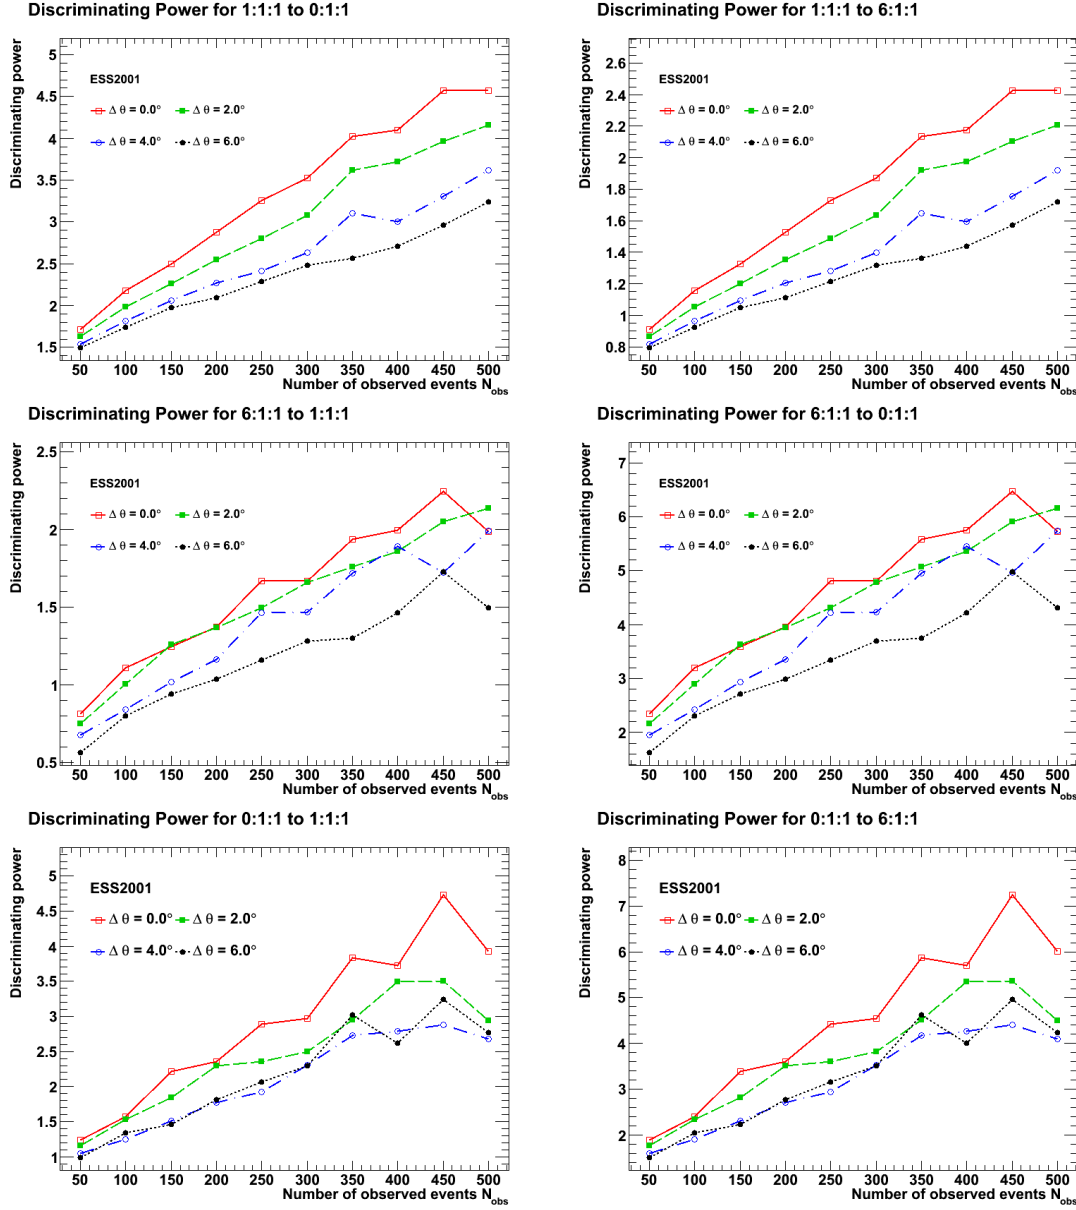 Discriminating Power for 1:1:1 to 0:1:1
Discriminating power
5
4.5
4
3.5
3
2.5
2
1.5
ESS2001
Δ θ = 0.0° Δ θ = 2.0°
Δ θ = 4.0° Δ θ = 6.0°
50 100 150 200 250 300 350 400 450 500
Number of observed events Nobs
Discriminating Power for 1:1:1 to 6:1:1
Discriminating power
2.6
2.4
2.2
2
1.8
1.6
1.4
1.2
1
0.8
ESS2001
Δ θ = 0.0° Δ θ = 2.0°
Δ θ = 4.0° Δ θ = 6.0°
50 100 150 200 250 300 350 400 450 500
Number of observed events Nobs
Discriminating Power for 6:1:1 to 1:1:1
Discriminating power
2.5
2
1.5
1
0.5
ESS2001
Δ θ = 0.0° Δ θ = 2.0°
Δ θ = 4.0° Δ θ = 6.0°
50 100 150 200 250 300 350 400 450 500
Number of observed events Nobs
Discriminating Power for 6:1:1 to 0:1:1
Discriminating power
7
6
5
4
3
2
ESS2001
Δ θ = 0.0° Δ θ = 2.0°
Δ θ = 4.0° Δ θ = 6.0°
50 100 150 200 250 300 350 400 450 500
Number of observed events Nobs
Discriminating Power for 0:1:1 to 1:1:1
Discriminating power
5
4.5
4
3.5
3
2.5
2
1.5
1
ESS2001
Δ θ = 0.0° Δ θ = 2.0°
Δ θ = 4.0° Δ θ = 6.0°
50 100 150 200 250 300 350 400 450 500
Number of observed events Nobs
Discriminating Power for 0:1:1 to 6:1:1
Discriminating power
8
7
6
5
4
3
2
ESS2001
Δ θ = 0.0° Δ θ = 2.0°
Δ θ = 4.0° Δ θ = 6.0°
50 100 150 200 250 300 350 400 450 500
Number of observed events Nobs